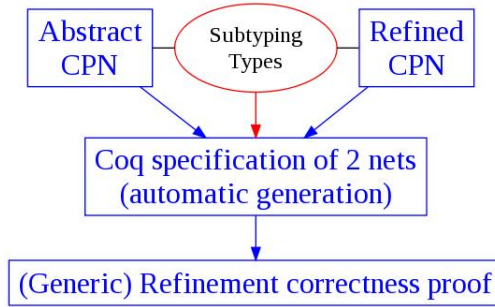 Abstract
CPN
Subtyping
Types
Refined
CPN
Coq specification of 2 nets
(automatic generation)
(Generic) Refinement correctness proof